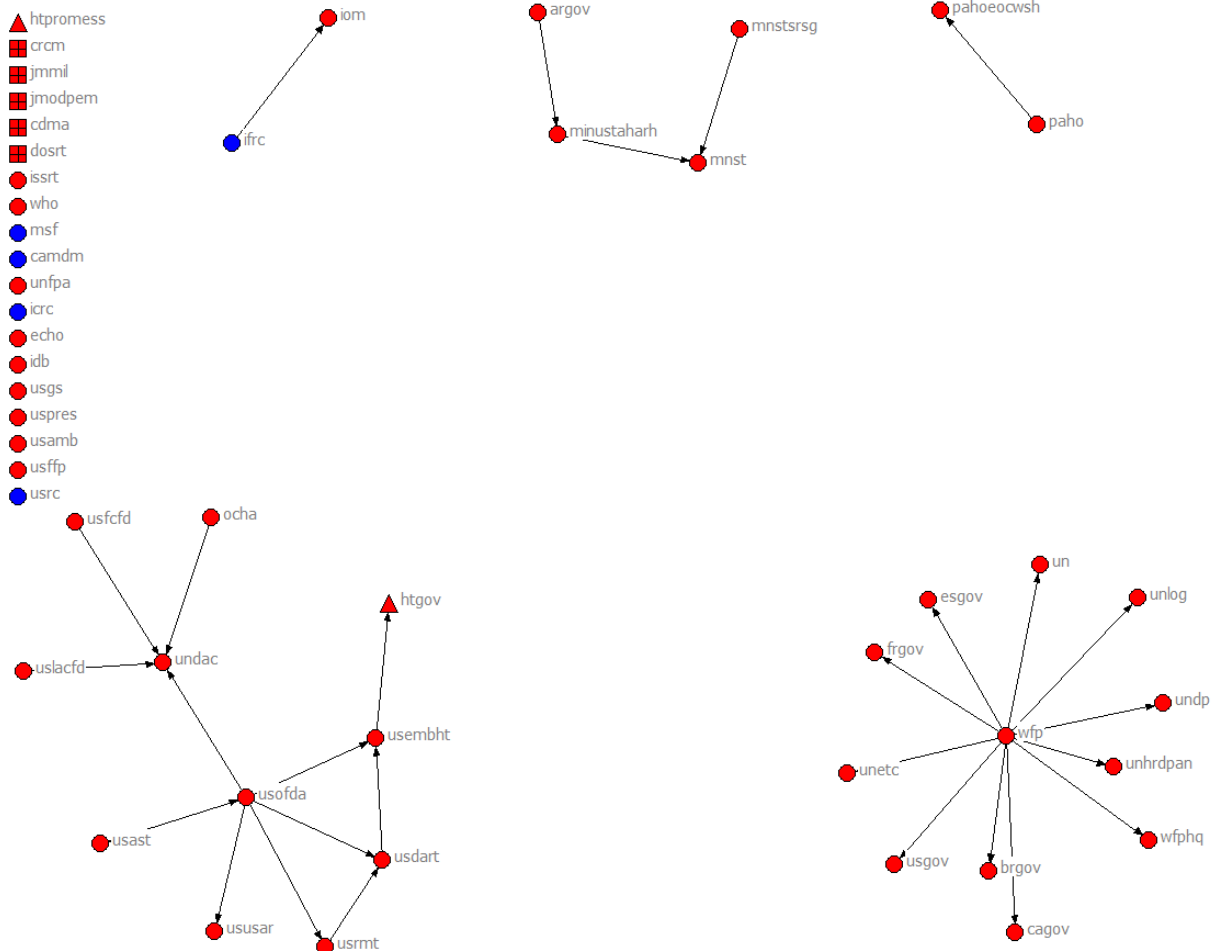 htpromess
crcm
jmmil
jmodpem
cdma
dosrt
issrt
who
msf
camdm
unfpa
icrc
echo
idb
usgs
uspres
usamb
usffp
usrc
iom
ifrc
argov
mnstsrsg
minustaharh
mnst
pahoeocwsh
paho
usfcfd
ocha
htgov
uslacfd
undac
usembht
usofda
usast
usdart
ususar
usrmt
un
esgov
unlog
frgov
undp
wfp
unetc
unhrdpan
wfphq
usgov
brgov
cagov